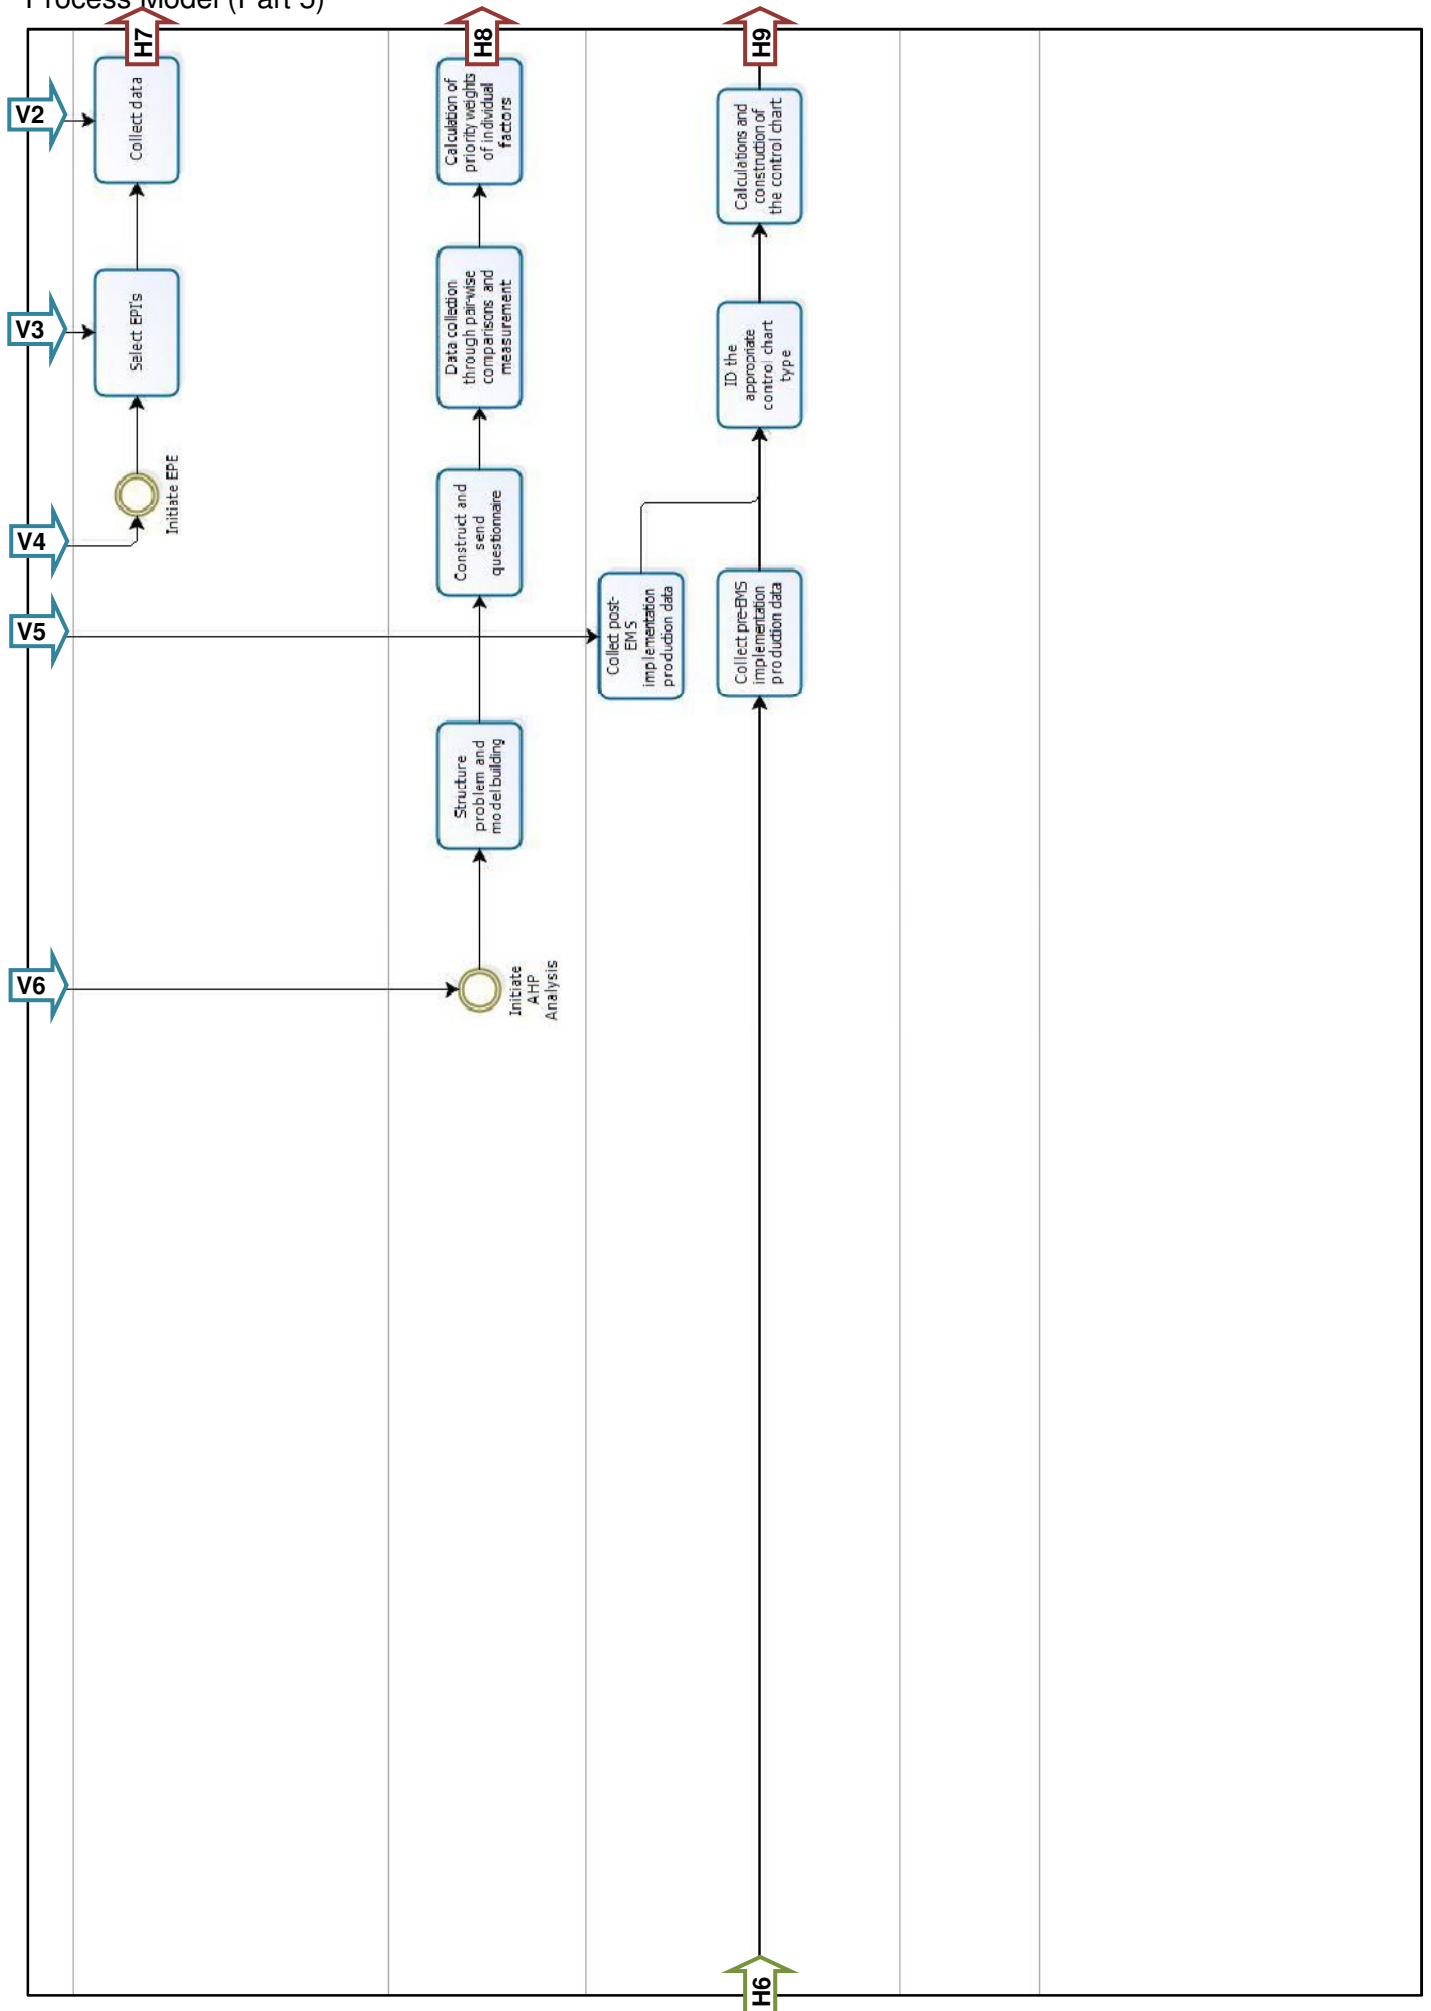 Process Model (Part 5)
V2
V3
V4
V5
V6
H7
Collect data
Select EPI's
Initiate EPE
H8
Calculation of
priority weights
of individual
factors
Data collection
through pair-wise
comparisons and
measurement
Construct and
send
questionnaire
Structure
problem and
model building
Initiate
AHP
Analysis
Collect post-
EMS
implementation
production data
H9
Calculations and
construction of
the control chart
ID the
appropriate
control chart
type
Collect pre-EMS
implementation
production data
H6